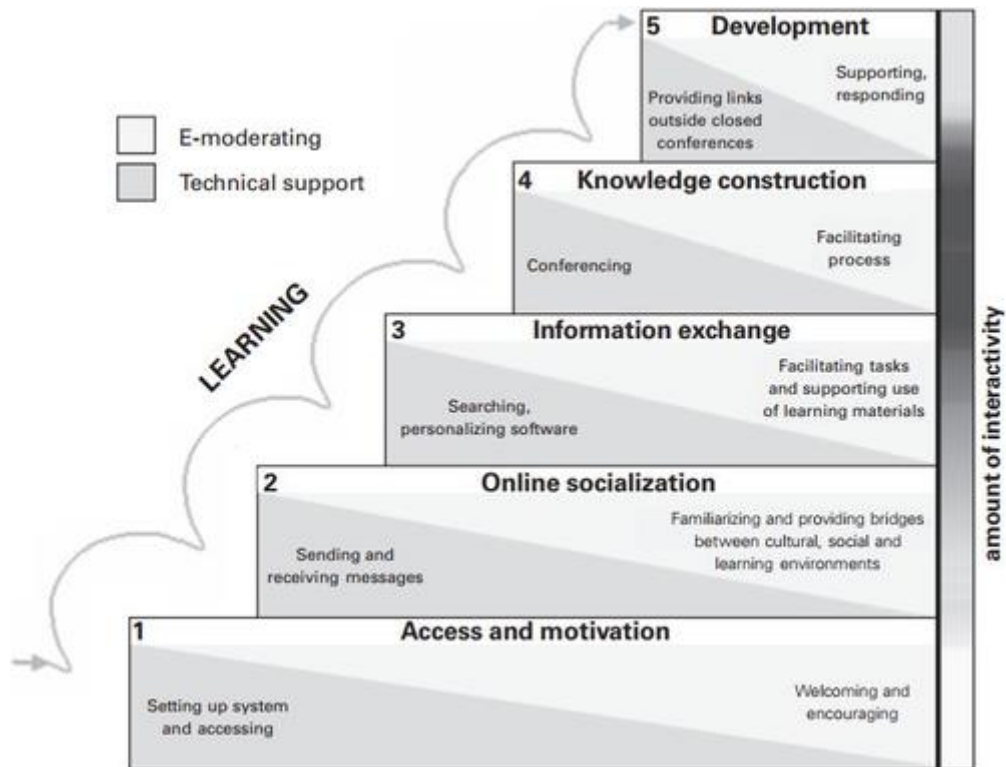 5 Development
Supporting,
responding
Providing links
outside closed
conferences
E-moderating
Technical support
4 Knowledge construction
Facilitating
process
Conferencing
LEARNING
3 Information exchange
Facilitating tasks
and supporting use
of learning materials
Searching,
personalizing software
2 Online socialization
Familiarizing and providing bridges
between cultural, social and
learning environments
Sending and
receiving messages
1 Access and motivation
Welcoming and
encouraging
Setting up system
and accessing
amount of interactivity